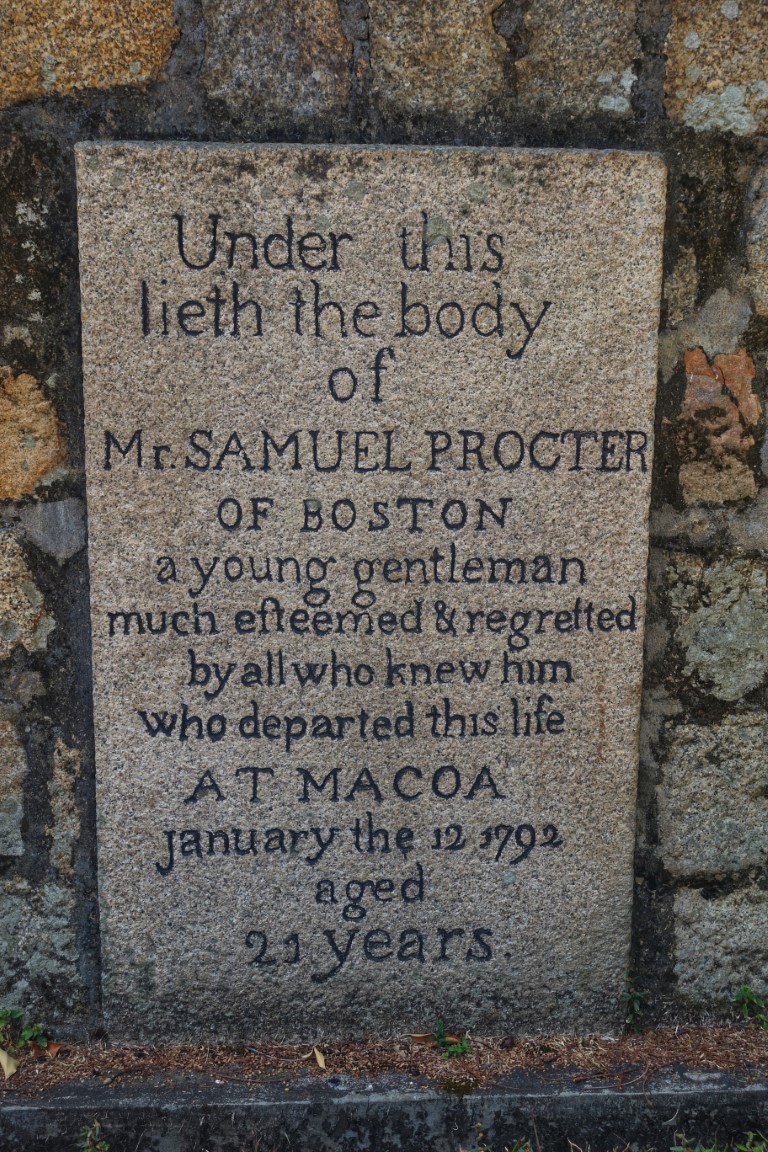 Under this
lieth the body
of
Mr. SAMUEL PROCTER
OF BOSTON
a young gentleman
much eſteemed & regretted
by all who knew him
who departed this life
AT MACOA
january the 12 1792
aged
21 years.